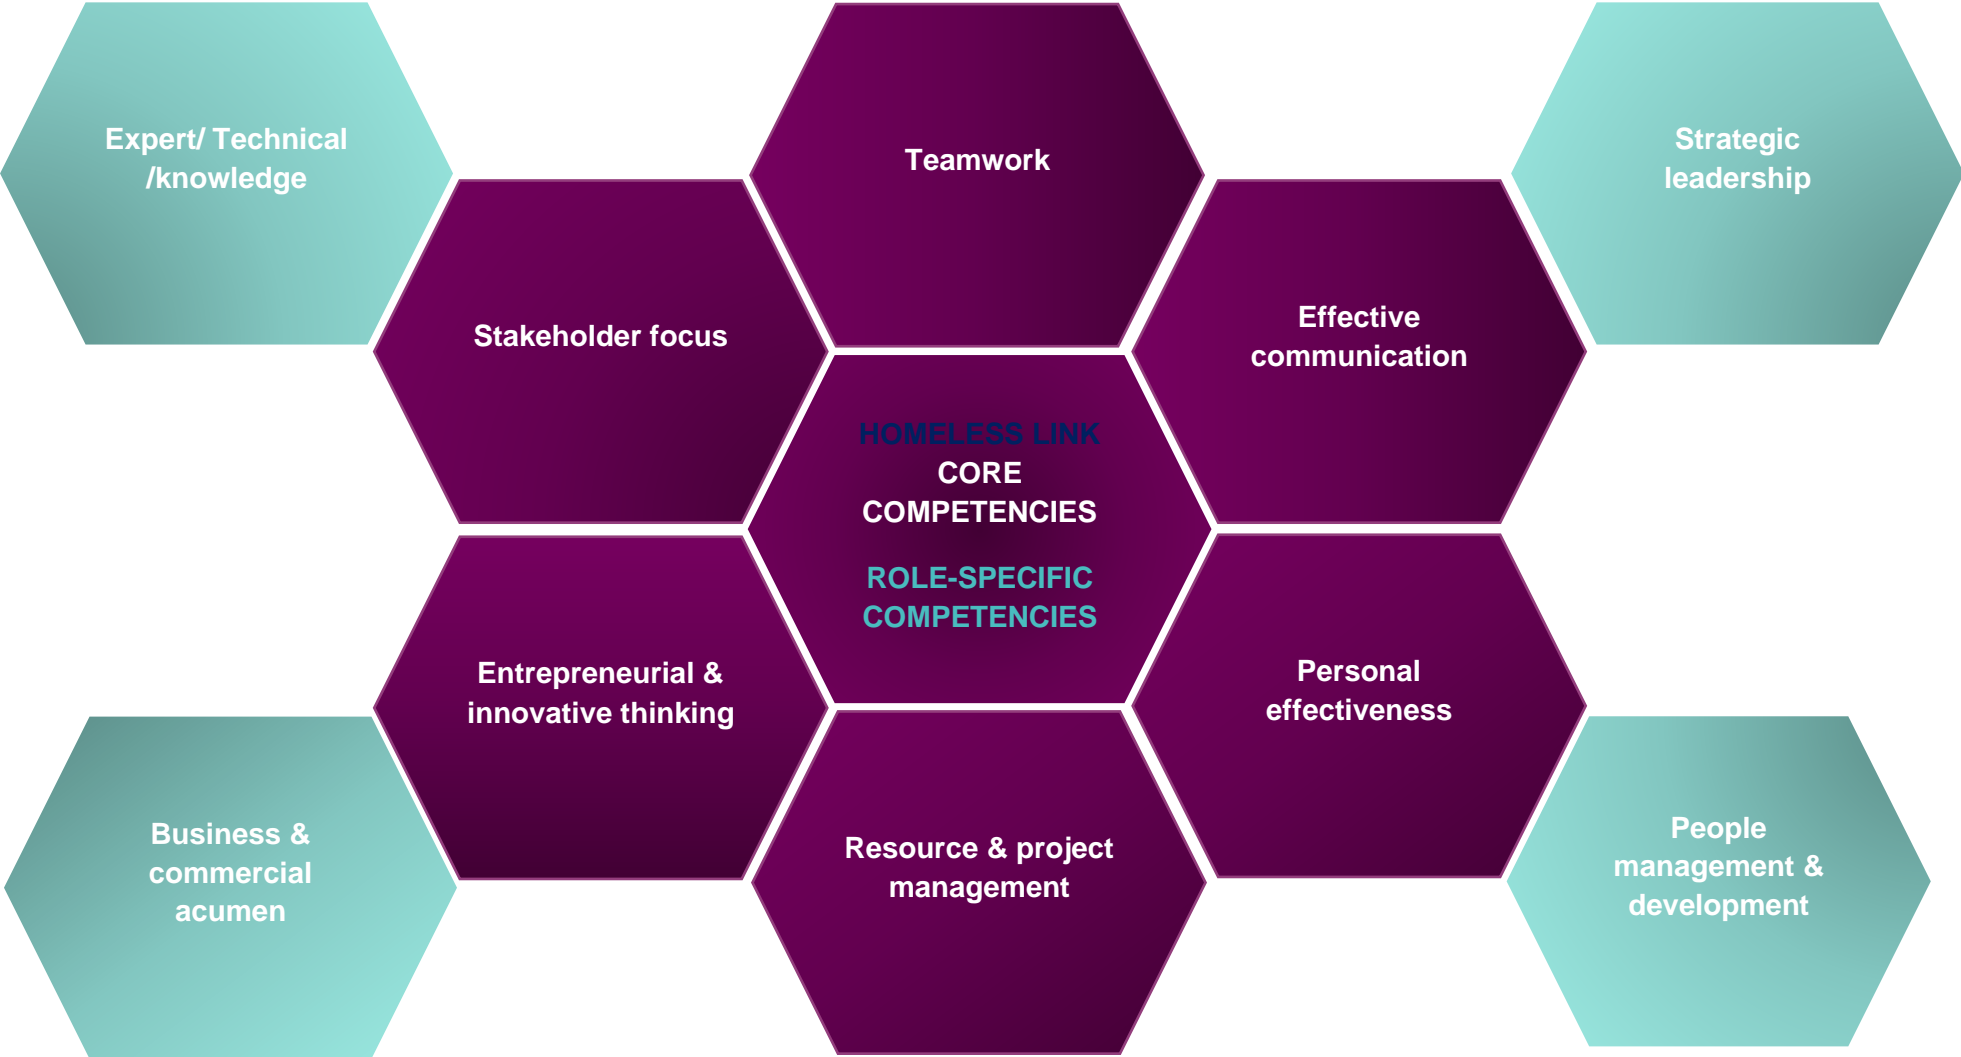 Expert/ Technical
/knowledge
Teamwork
Strategic
leadership
Stakeholder focus
Effective
communication
HOMELESS LINK
CORE
COMPETENCIES
ROLE-SPECIFIC
COMPETENCIES
Entrepreneurial &
innovative thinking
Personal
effectiveness
Business &
commercial
acumen
Resource & project
management
People
management &
development